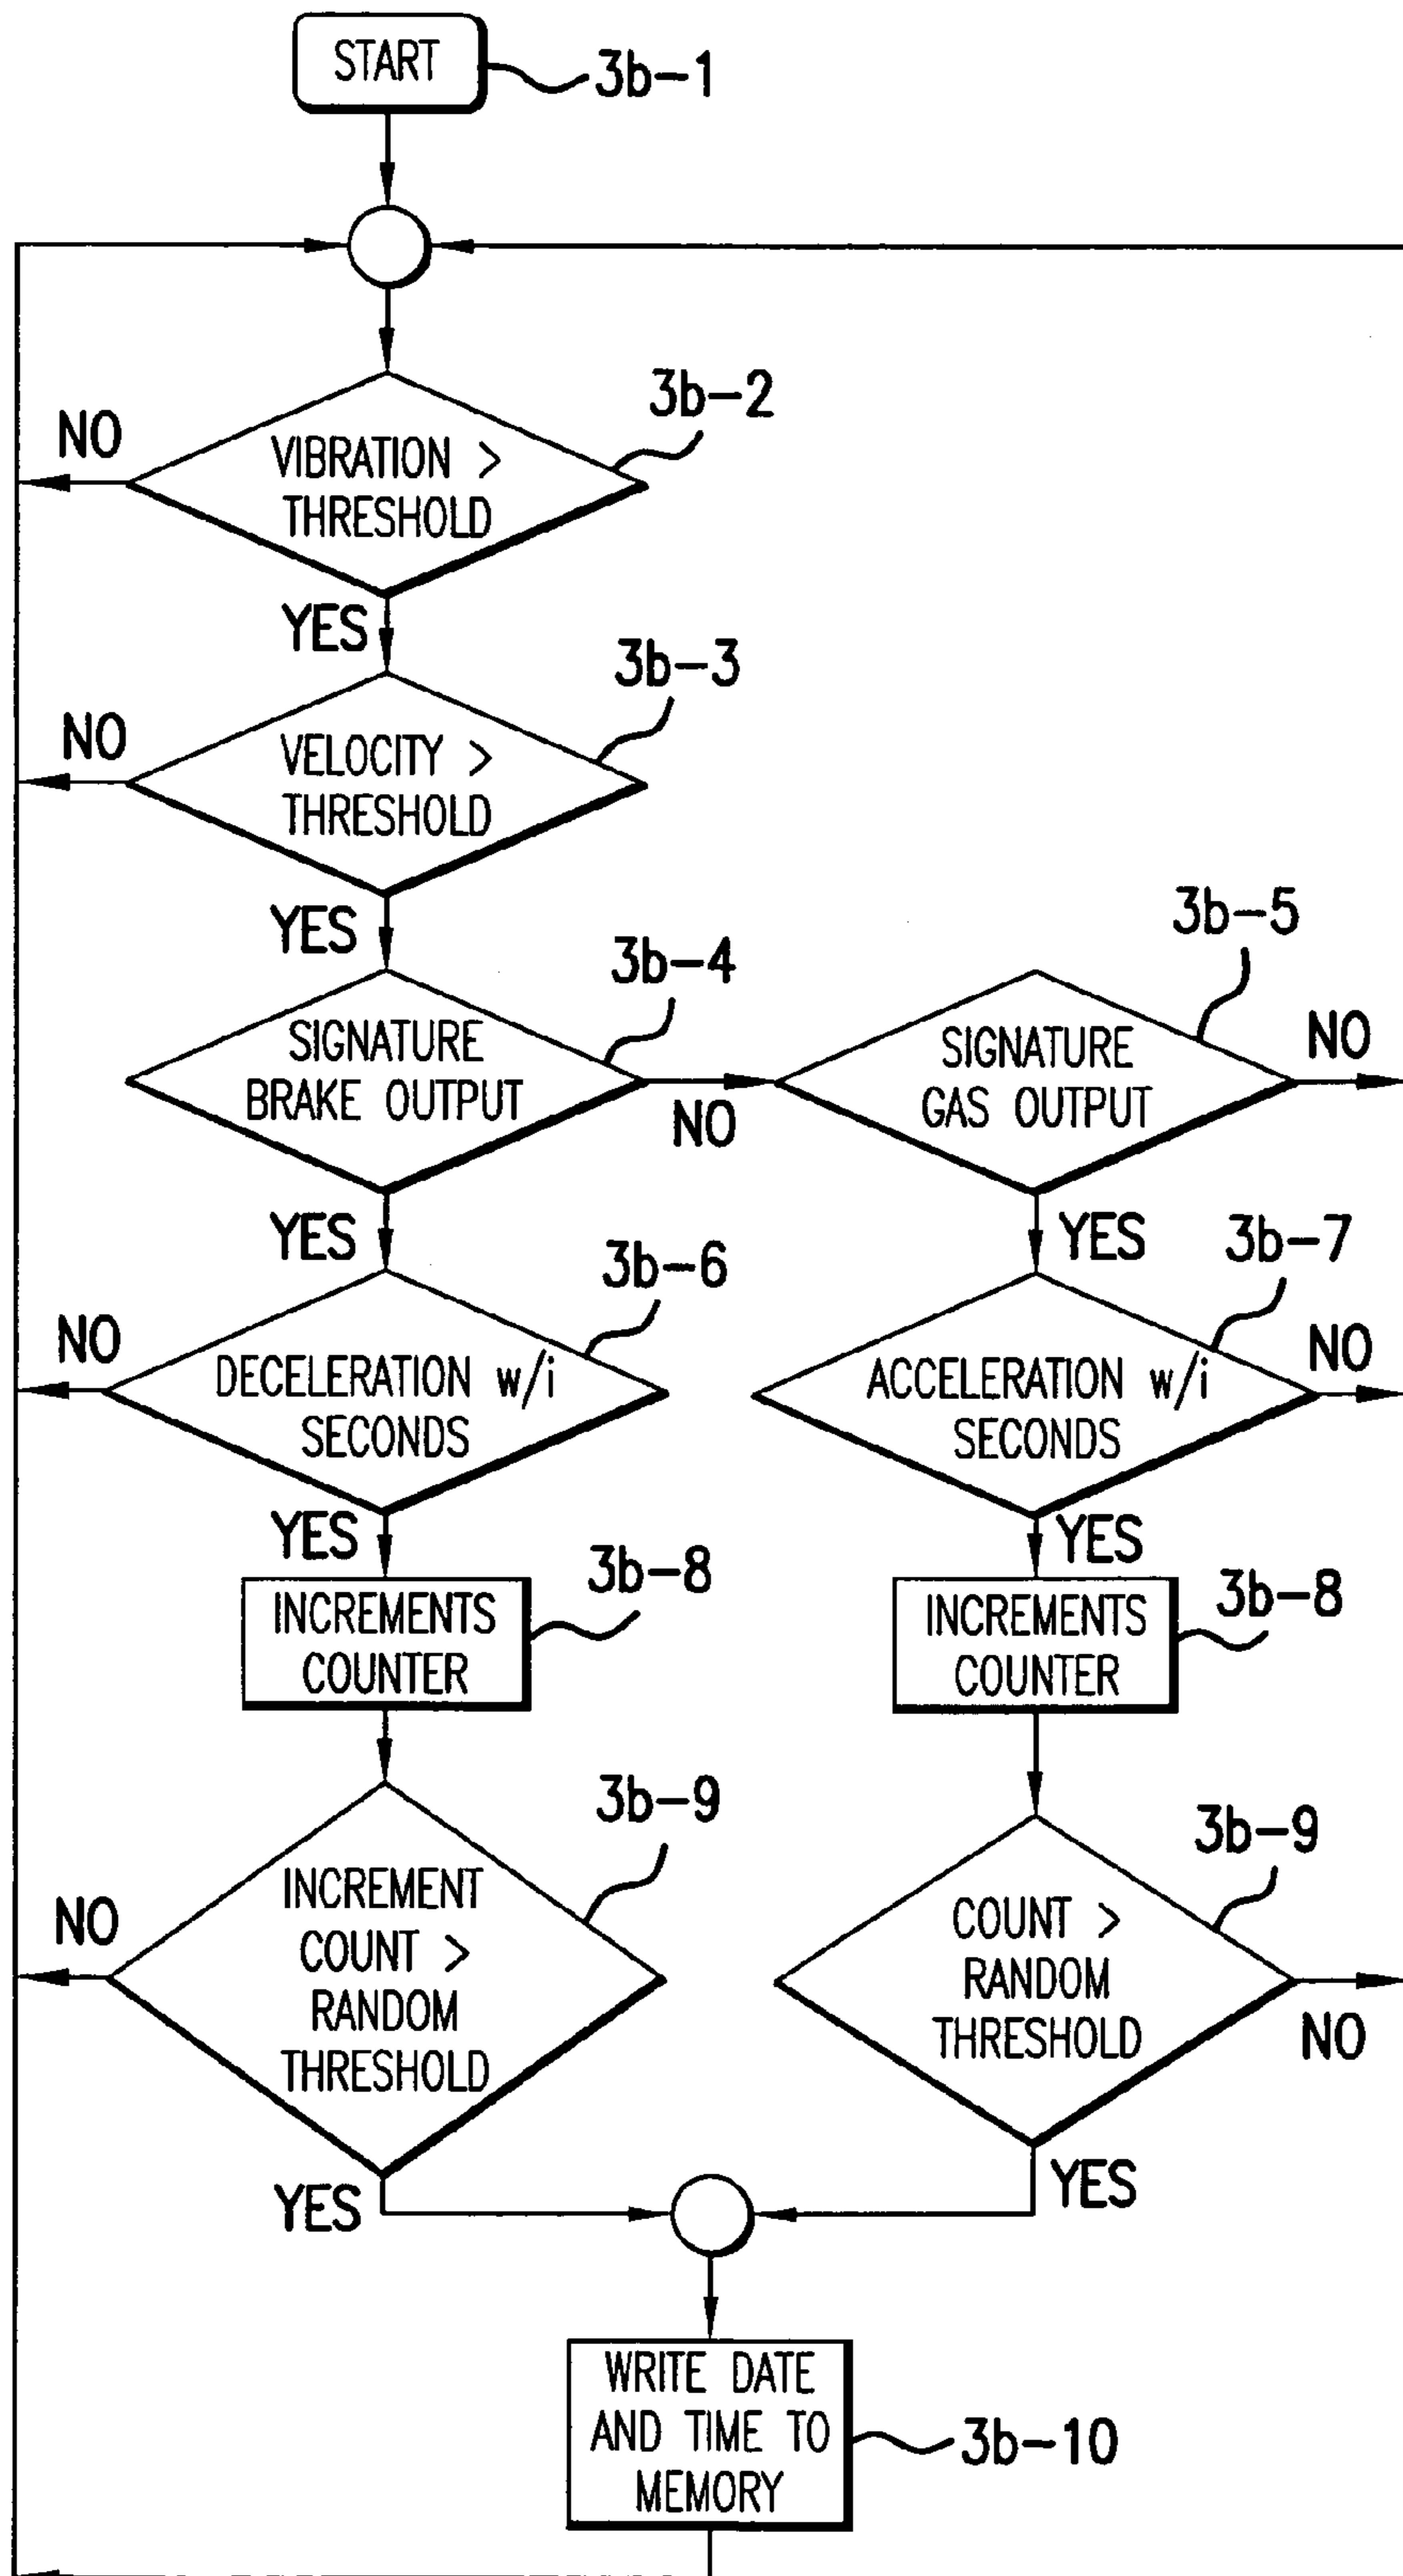 START
3b-1
3b-2
NO
VIBRATION >
THRESHOLD
YES
3b-3
NO
VELOCITY >
THRESHOLD
YES
3b-4
3b-5
SIGNATURE
BRAKE OUTPUT
NO
SIGNATURE
GAS OUTPUT
NO
YES
YES
3b-6
3b-7
NO
DECELERATION w/i
SECONDS
ACCELERATION w/i
SECONDS
NO
YES
YES
3b-8
3b-8
INCREMENTS
COUNTER
INCREMENTS
COUNTER
3b-9
3b-9
NO
INCREMENT
COUNT >
RANDOM
THRESHOLD
COUNT >
RANDOM
THRESHOLD
NO
YES
YES
WRITE DATE
AND TIME TO
MEMORY
3b-10